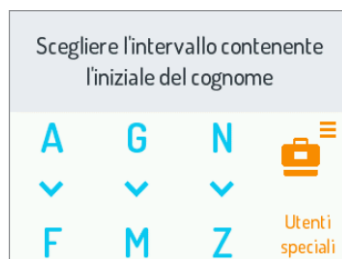 Scegliere l'intervallo contenente
l'iniziale del cognome
A G N
F M Z
Utenti
speciali